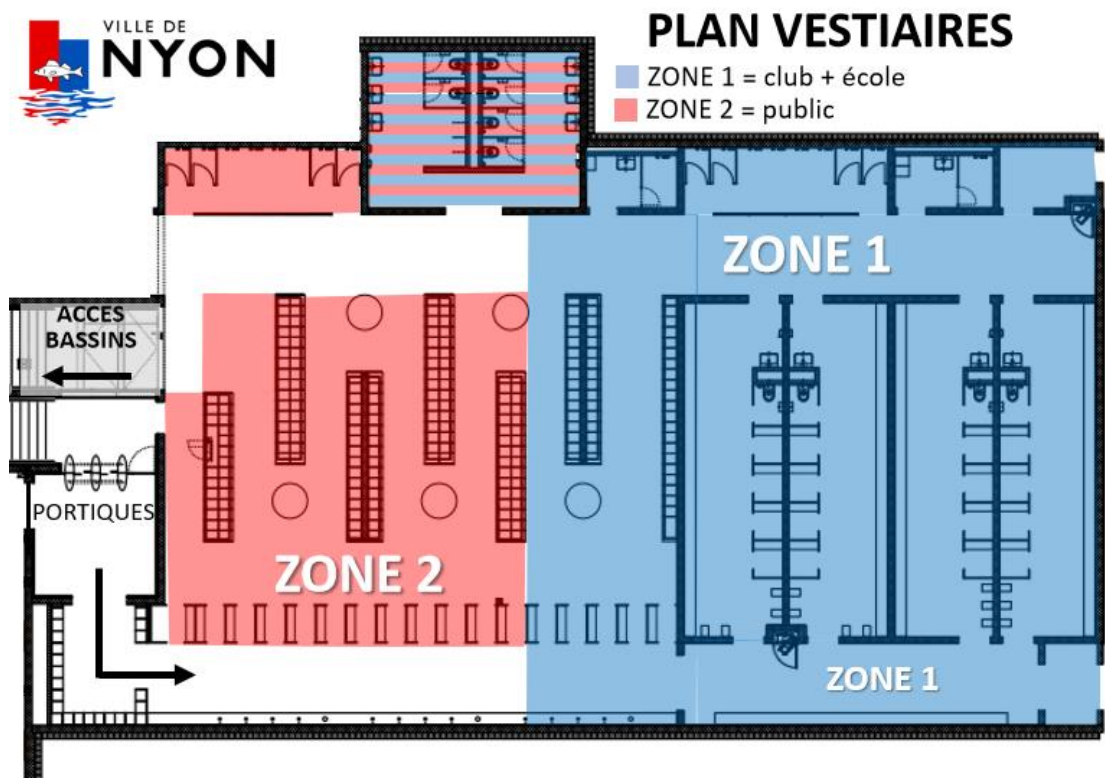 VILLE DE
NYON
PLAN VESTIAIRES
ZONE 1 = club + école
ZONE 2 = public
ZONE 1
ACCES
BASSINS
PORTIQUES
ZONE 2
ZONE 1